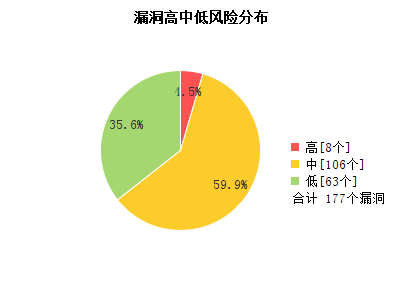 漏洞高中低风险分布
4.5%
35.6%
59.9%
高[8个]
中[106个]
低[63个]
合计 177个漏洞